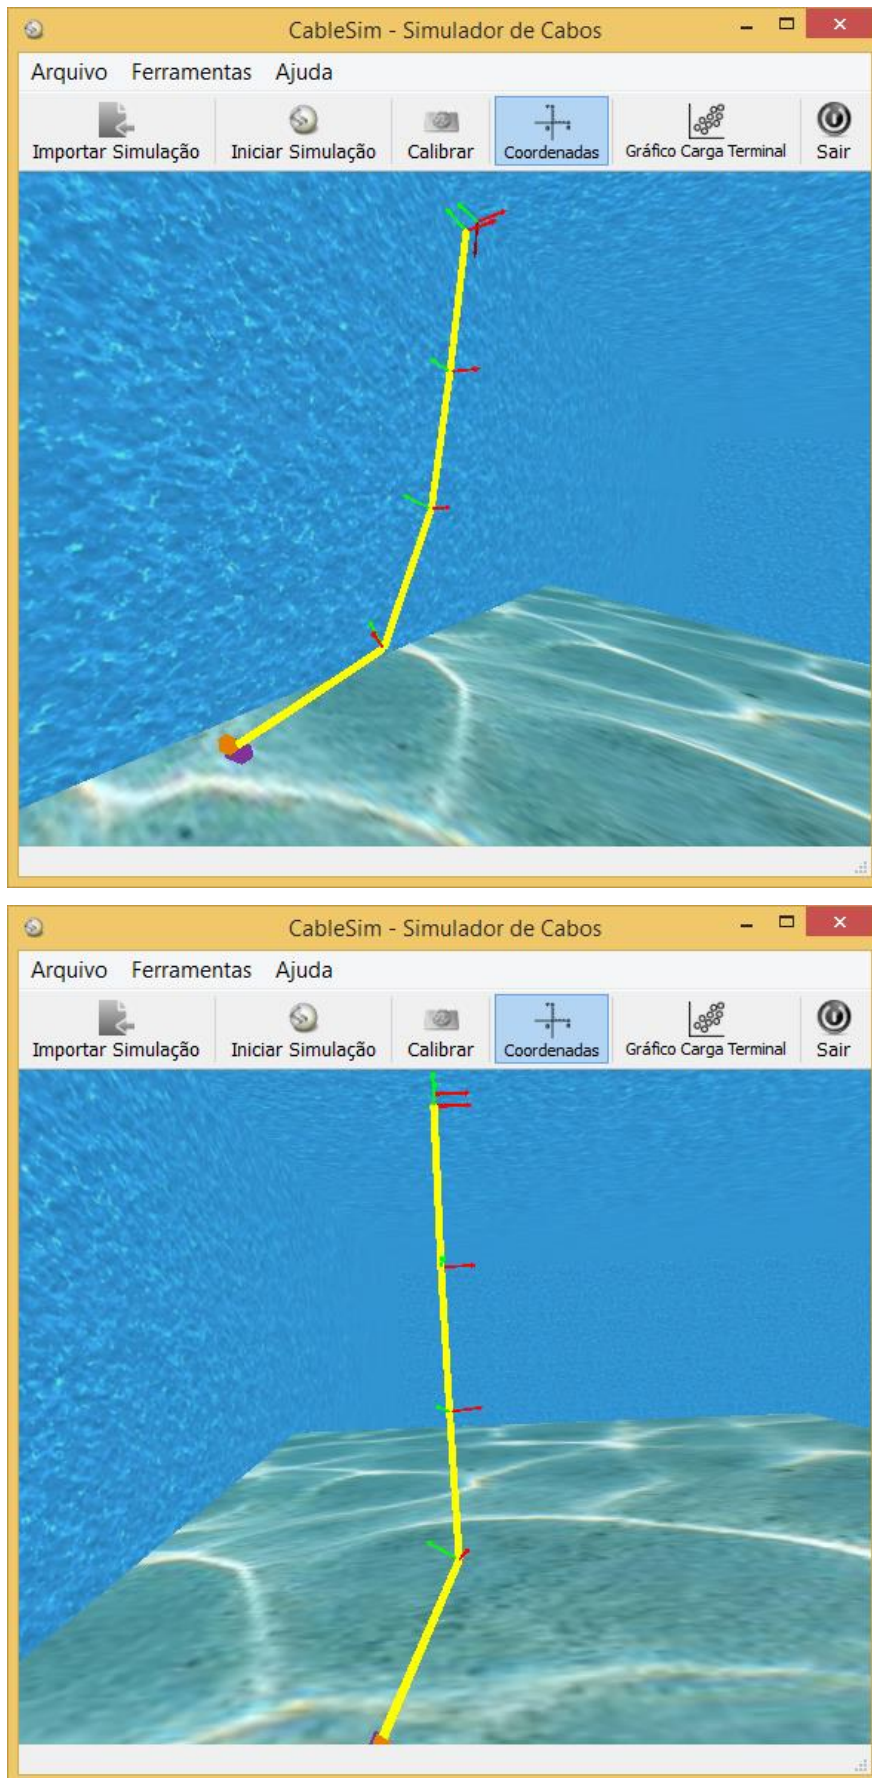 CableSim - Simulador de Cabos
Arquivo Ferramentas Ajuda
Importar Simulação Iniciar Simulação Calibrar Coordenadas Gráfico Carga Terminal Sair
CableSim - Simulador de Cabos
Arquivo Ferramentas Ajuda
Importar Simulação Iniciar Simulação Calibrar Coordenadas Gráfico Carga Terminal Sair